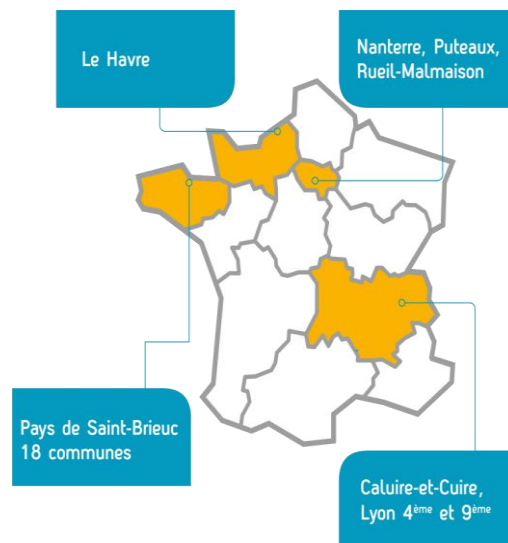 Le Havre
Nanterre, Puteaux,
Rueil-Malmaison
Pays de Saint-Brieuc
18 communes
Caluire-et-Cuire,
Lyon 4ème et 9ème